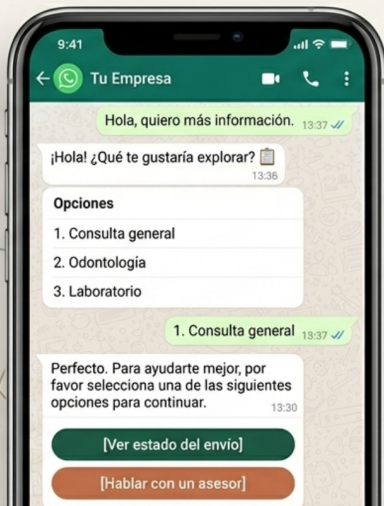 9:41
Tu Empresa
Hola, quiero más información. 13:37
¡Hola! ¿Qué te gustaría explorar?
13:36
Opciones
1. Consulta general
2. Odontología
3. Laboratorio
1. Consulta general 13:37
Perfecto. Para ayudarte mejor, por
favor selecciona una de las siguientes
opciones para continuar.
13:30
[Ver estado del envío]
[Hablar con un asesor]